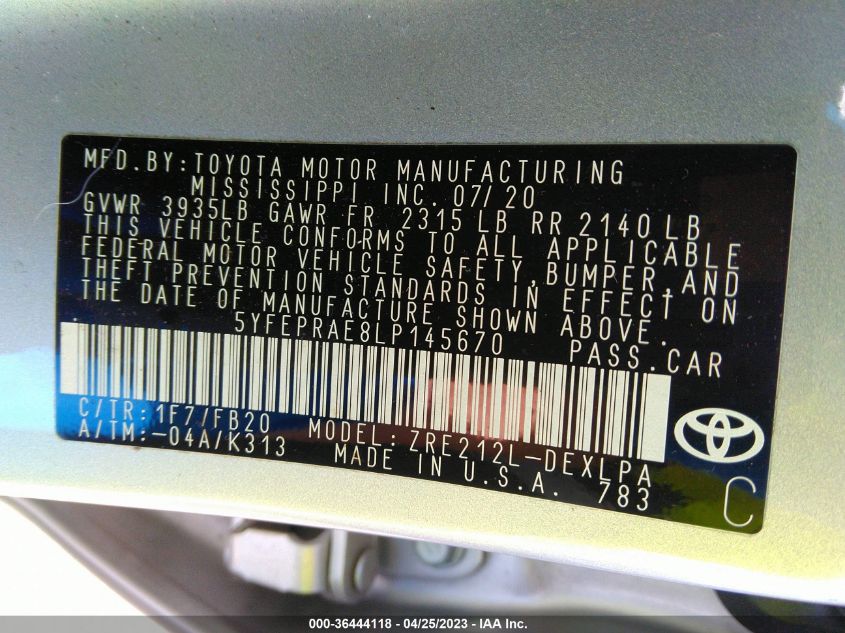 MFD.BY:TOYOTA MOTOR MANUFACTURING
MISSISSIPPI INC. 07/20
GVWR 3935LB GAWR FR 2315 LB RR 2140 LB
THIS VEHICLE CONFORMS TO ALL APPLICABLE
FEDERAL MOTOR VEHICLE SAFETY,BUMPER,AND
THEFT PREVENTION STANDARDS IN EFFECT ON
THE DATE OF MANUFACTURE SHOWN ABOVE.
5YFEPRAE8LP145670 PASS.CAR
C/TR:1F7/FB20 MODEL:ZRE212L-DEXLPA
A/TM:-04A/K313 MADE IN U.S.A. 783
C
000-36444118 - 04/25/2023 - IAA Inc.